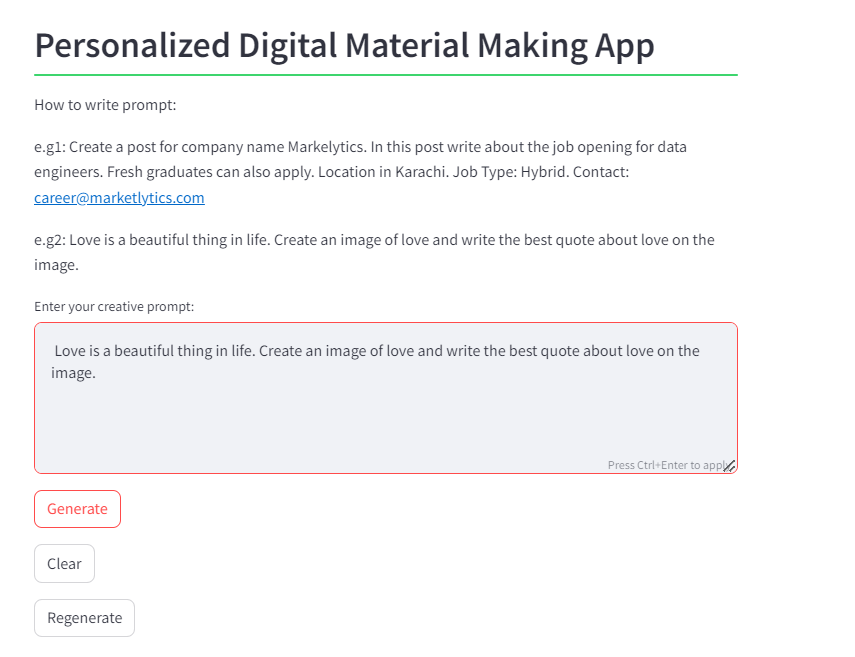 Personalized Digital Material Making App
How to write prompt:
e.g1: Create a post for company name Markelytics. In this post write about the job opening for data
engineers. Fresh graduates can also apply. Location in Karachi. Job Type: Hybrid. Contact:
career@marketlytics.com
e.g2: Love is a beautiful thing in life. Create an image of love and write the best quote about love on the
image.
Enter your creative prompt:
Love is a beautiful thing in life. Create an image of love and write the best quote about love on the
image.
Press Ctrl+Enter to apply
Generate
Clear
Regenerate